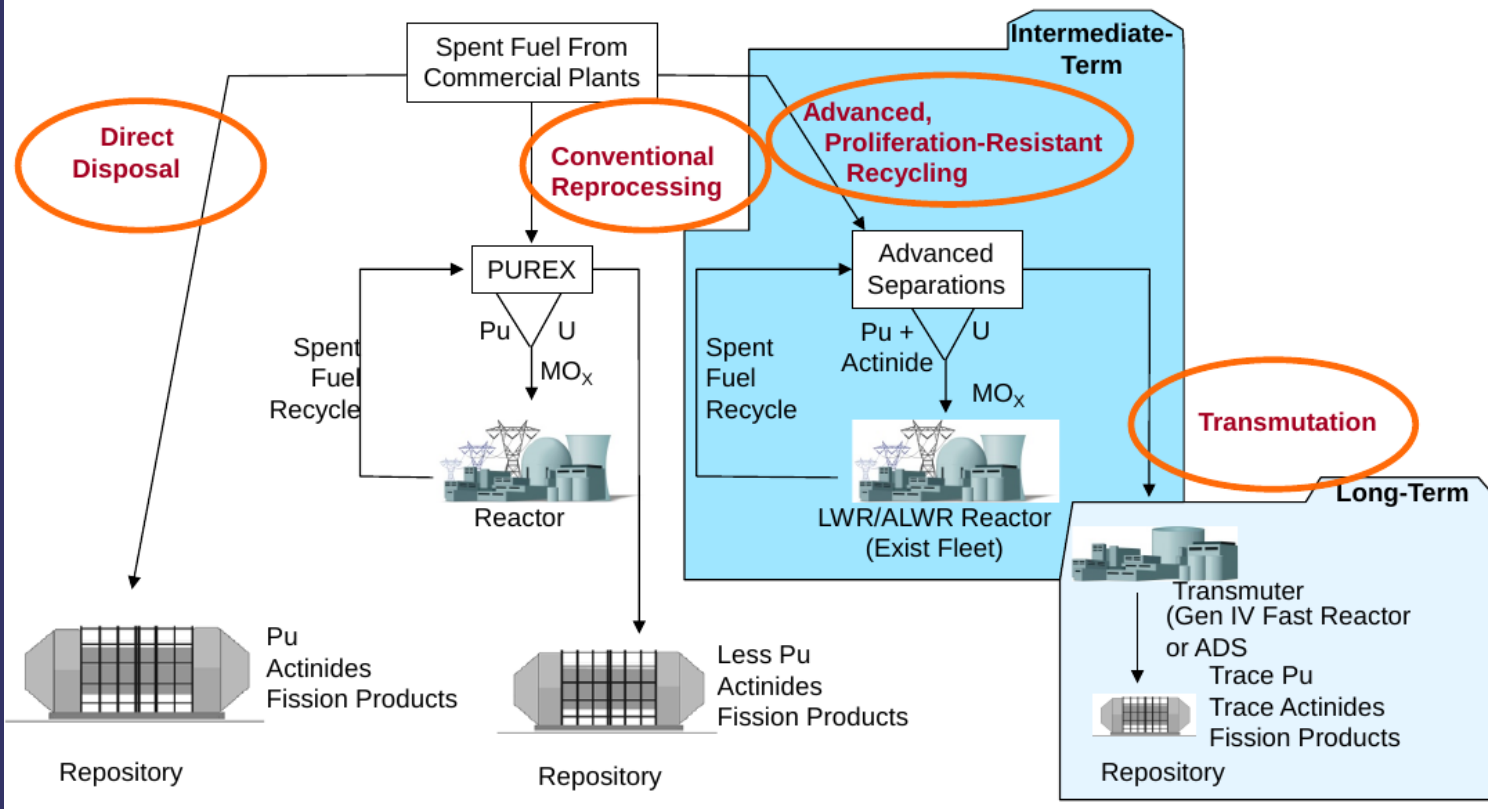 Spent Fuel From
Commercial Plants
Intermediate-
Term
Direct
Disposal
Conventional
Reprocessing
Advanced,
Proliferation-Resistant
Recycling
PUREX
Pu
U
MOX
Spent
Fuel
Recycle
Reactor
Advanced
Separations
Pu +
Actinide
U
MOX
Spent
Fuel
Recycle
LWR/ALWR Reactor
(Exist Fleet)
Transmutation
Long-Term
Transmuter
(Gen IV Fast Reactor
or ADS
Trace Pu
Trace Actinides
Fission Products
Repository
Pu
Actinides
Fission Products
Repository
Less Pu
Actinides
Fission Products
Repository